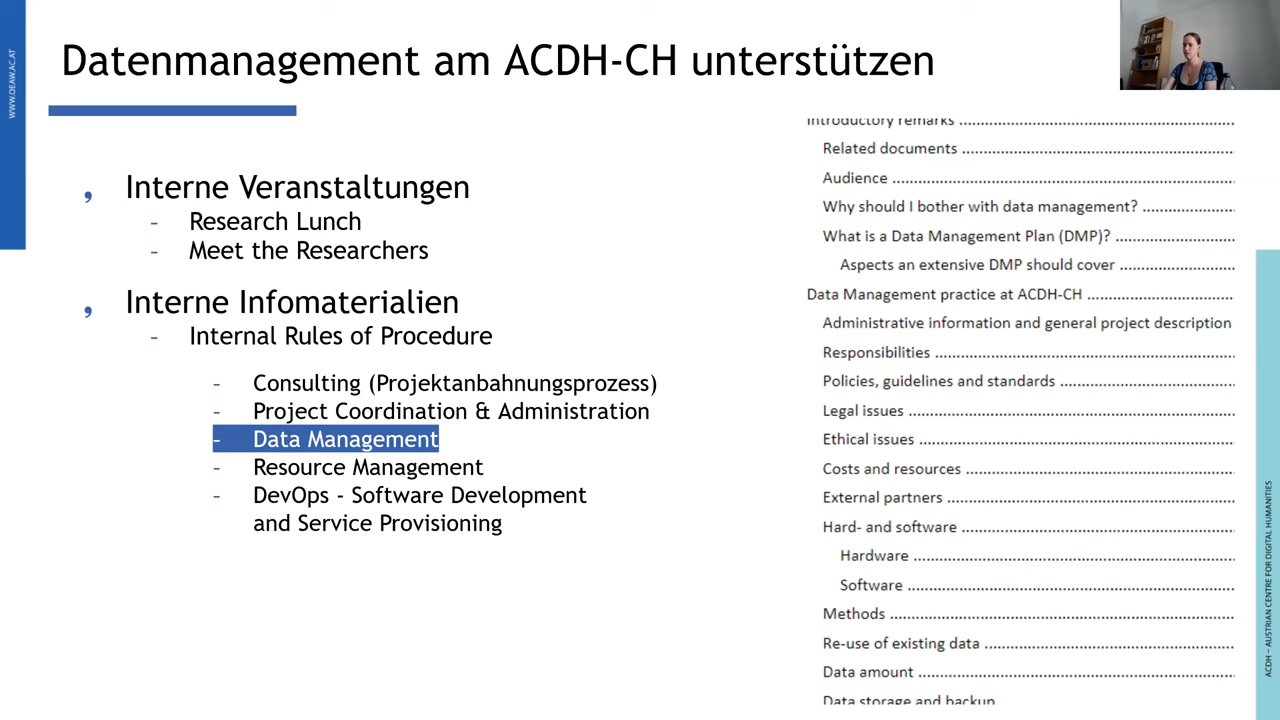 WWW.OEAW.AC.AT
Datenmanagement am ACDH-CH unterstützen
, Interne Veranstaltungen
- Research Lunch
- Meet the Researchers
, Interne Infomaterialien
- Internal Rules of Procedure
- Consulting (Projektanbahnungsprozess)
- Project Coordination & Administration
- Data Management
- Resource Management
- DevOps - Software Development
and Service Provisioning
Introductory remarks
Related documents
Audience
Why should I bother with data management?
What is a Data Management Plan (DMP)?
Aspects an extensive DMP should cover
Data Management practice at ACDH-CH
Administrative information and general project description
Responsibilities
Policies, guidelines and standards
Legal issues
Ethical issues
Costs and resources
External partners
Hard- and software
Hardware
Software
Methods
Re-use of existing data
Data amount
Data storage and backup
ACDH – AUSTRIAN CENTRE FOR DIGITAL HUMANITIES